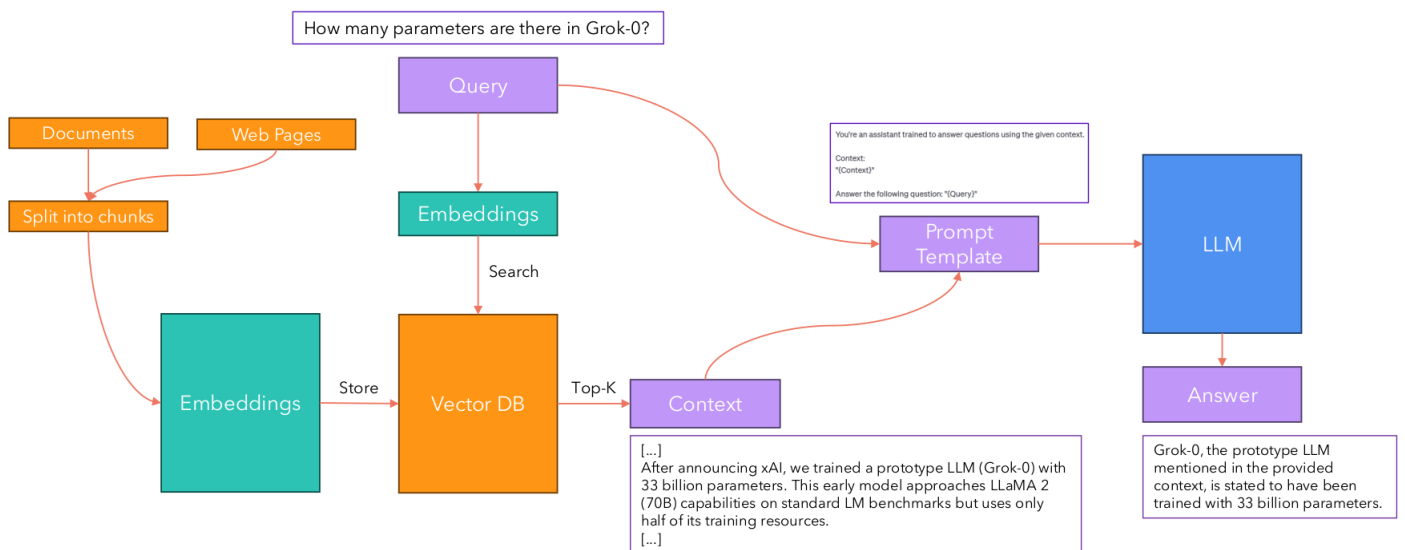 How many parameters are there in Grok-0?
Query
Documents
Web Pages
Split into chunks
Embeddings
Search
Embeddings
Store
Vector DB
Top-K
Context
[...]
After announcing xAI, we trained a prototype LLM (Grok-0) with
33 billion parameters. This early model approaches LLaMA 2
(70B) capabilities on standard LM benchmarks but uses only
half of its training resources.
[...]
You're an assistant trained to answer questions using the given context.
Context:
"{Context}"
Answer the following question: "{Query}"
Prompt
Template
LLM
Answer
Grok-0, the prototype LLM
mentioned in the provided
context, is stated to have been
trained with 33 billion parameters.